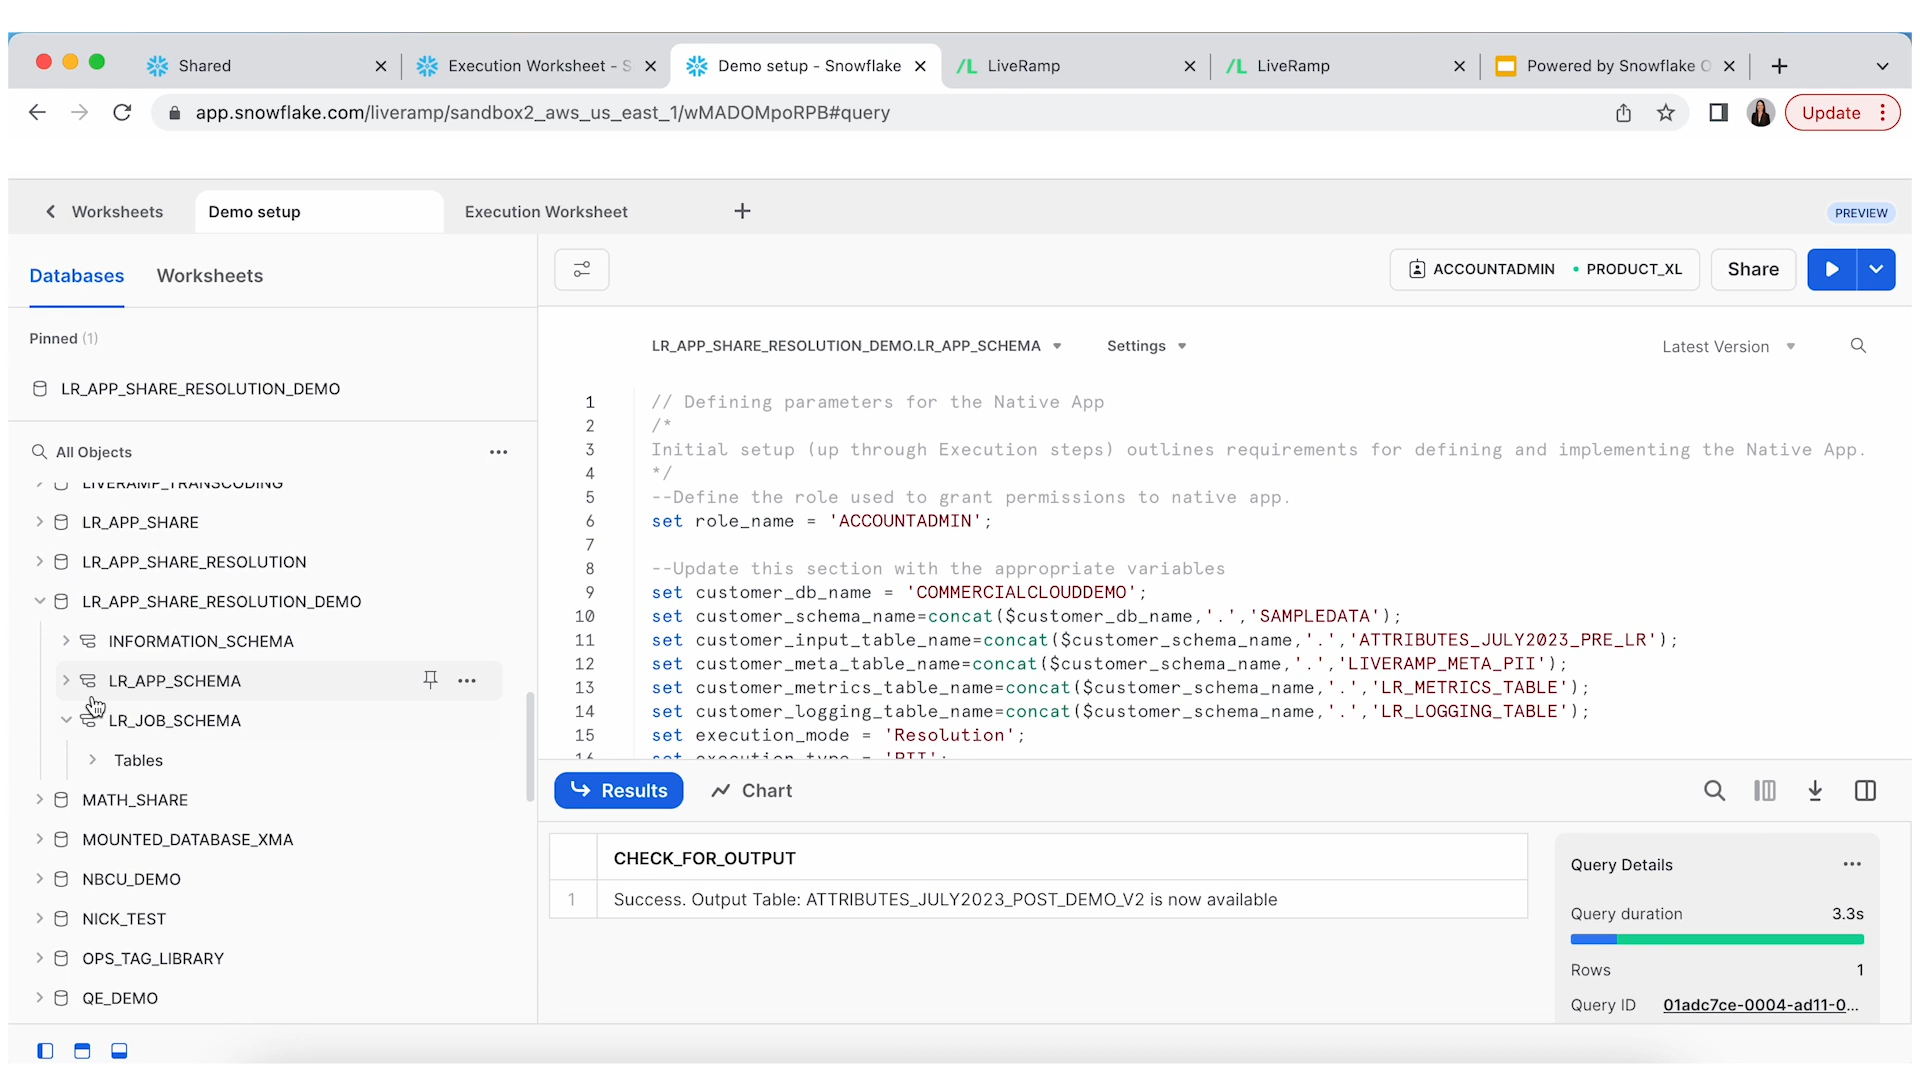 Shared
Execution Worksheet - S
Demo setup - Snowflake
LiveRamp
LiveRamp
Powered by Snowflake O
app.snowflake.com/liveramp/sandbox2_aws_us_east_1/wMADOMpoRPB#query
Update
Worksheets
Demo setup
Execution Worksheet
PREVIEW
Databases
Worksheets
ACCOUNTADMIN
PRODUCT_XL
Share
Pinned (1)
LR_APP_SHARE_RESOLUTION_DEMO
All Objects
LIVERAMP_TRANSCODING
LR_APP_SHARE
LR_APP_SHARE_RESOLUTION
LR_APP_SHARE_RESOLUTION_DEMO
INFORMATION_SCHEMA
LR_APP_SCHEMA
LR_JOB_SCHEMA
Tables
MATH_SHARE
MOUNTED_DATABASE_XMA
NBCU_DEMO
NICK_TEST
OPS_TAG_LIBRARY
QE_DEMO
LR_APP_SHARE_RESOLUTION_DEMO.LR_APP_SCHEMA
Settings
Latest Version
1 // Defining parameters for the Native App
2 /*
3 Initial setup (up through Execution steps) outlines requirements for defining and implementing the Native App.
4 */
5 --Define the role used to grant permissions to native app.
6 set role_name = 'ACCOUNTADMIN';
7
8 --Update this section with the appropriate variables
9 set customer_db_name = 'COMMERCIALCLOUDDEMO';
10 set customer_schema_name=concat($customer_db_name,'.','SAMPLEDATA');
11 set customer_input_table_name=concat($customer_schema_name,'.','ATTRIBUTES_JULY2023_PRE_LR');
12 set customer_meta_table_name=concat($customer_schema_name,'.','LIVERAMP_META_PII');
13 set customer_metrics_table_name=concat($customer_schema_name,'.','LR_METRICS_TABLE');
14 set customer_logging_table_name=concat($customer_schema_name,'.','LR_LOGGING_TABLE');
15 set execution_mode = 'Resolution';
16 set execution_type = 'PII';
Results
Chart
CHECK_FOR_OUTPUT
1 Success. Output Table: ATTRIBUTES_JULY2023_POST_DEMO_V2 is now available
Query Details
Query duration 3.3s
Rows 1
Query ID 01adc7ce-0004-ad11-0...